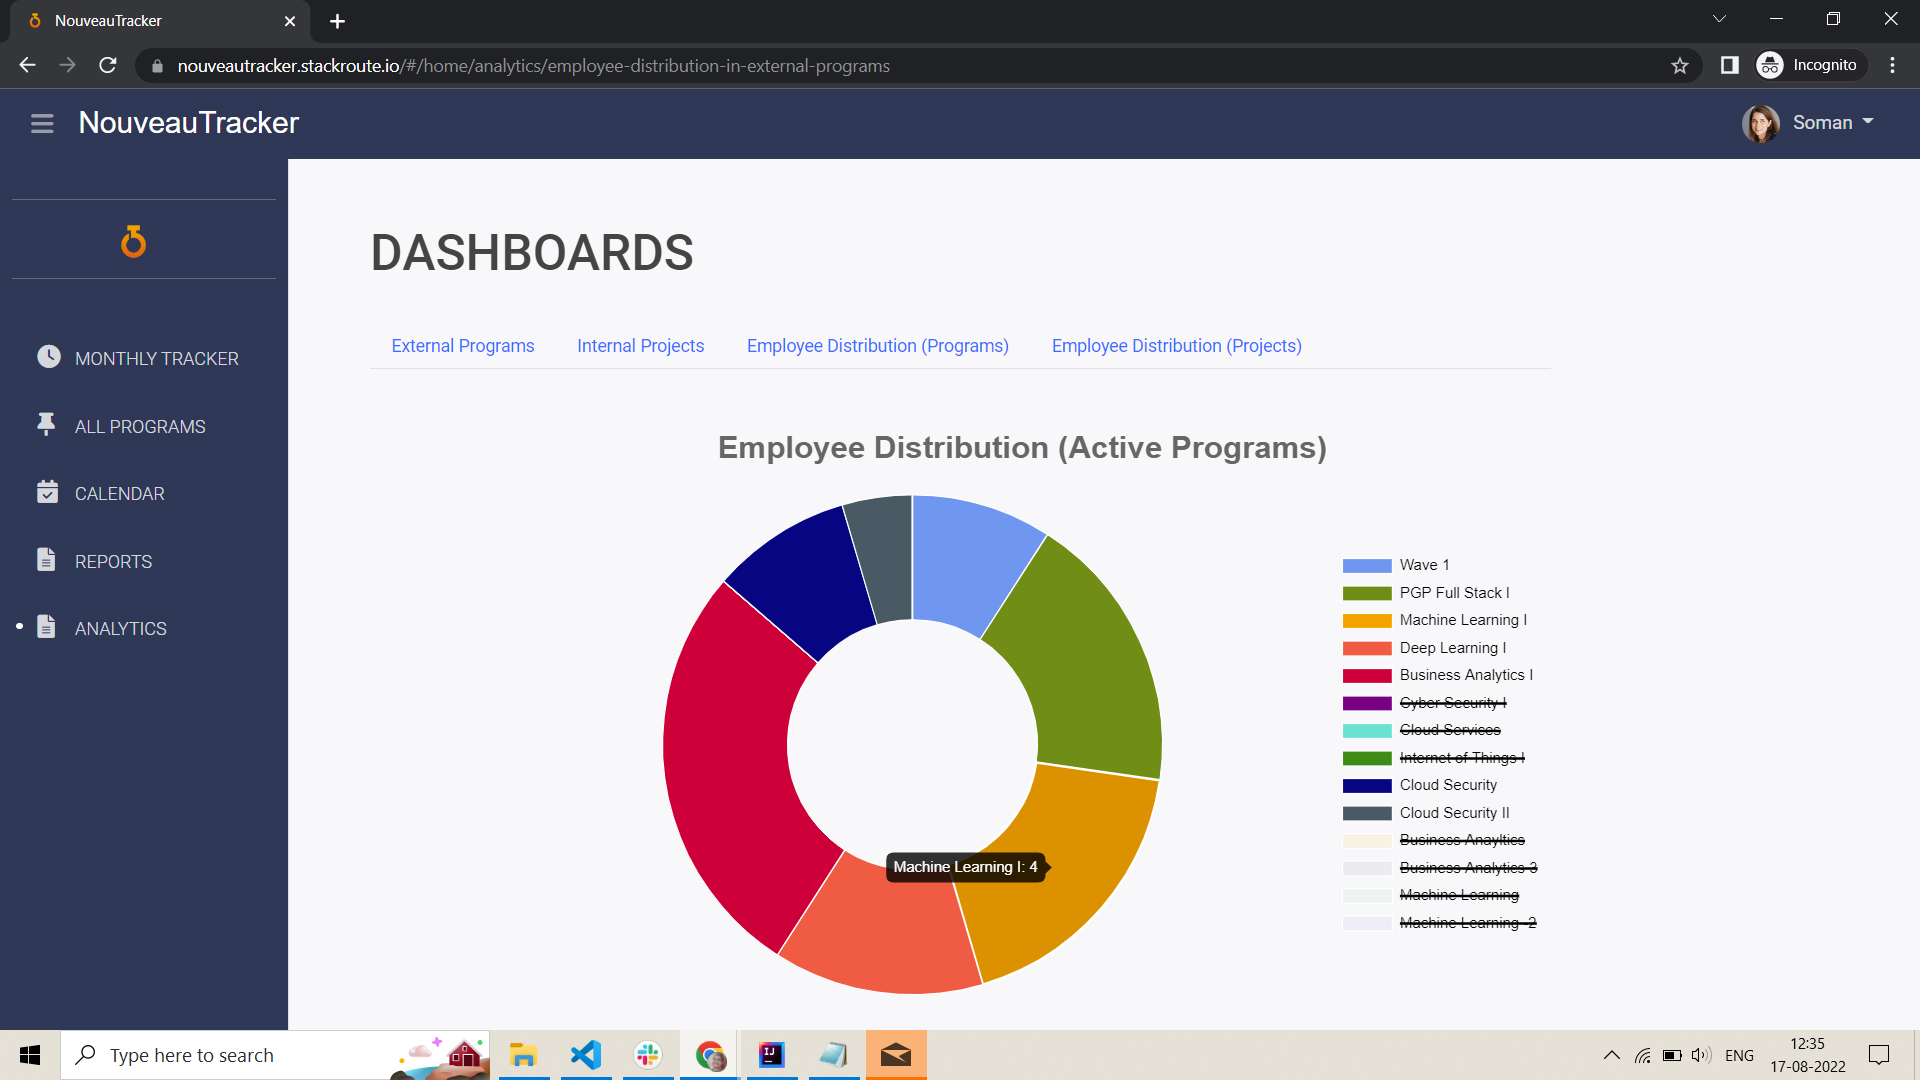 NouveauTracker
nouveautracker.stackroute.io/#/home/analytics/employee-distribution-in-external-programs
Incognito
NouveauTracker
Soman
MONTHLY TRACKER
ALL PROGRAMS
CALENDAR
REPORTS
ANALYTICS
DASHBOARDS
External Programs
Internal Projects
Employee Distribution (Programs)
Employee Distribution (Projects)
Employee Distribution (Active Programs)
Machine Learning I: 4
Wave 1
PGP Full Stack I
Machine Learning I
Deep Learning I
Business Analytics I
Cyber Security I
Cloud Services
Internet of Things I
Cloud Security
Cloud Security II
Business Anayltics
Business Analytics 3
Machine Learning
Machine Learning -2
Type here to search
IJ
ENG
12:35
17-08-2022